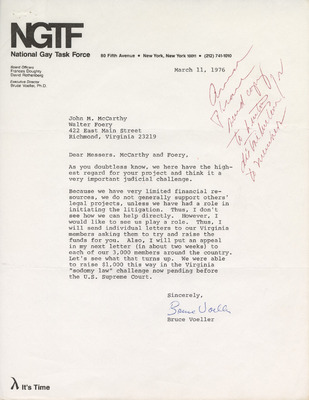 NGTF
National Gay Task Force
80 Fifth Avenue • New York, New York 10011 • (212) 741-1010
Board Officers
Frances Doughty
David Rothenberg
Executive Director
Bruce Voeller, Ph.D.
March 11, 1976
John M. McCarthy
Walter Foery
422 East Main Street
Richmond, Virginia 23219
Dear Messers. McCarthy and Foery,
As you doubtless know, we here have the high-
est regard for your project and think it a
very important judicial challenge.
Because we have very limited financial re-
sources, we do not generally support others'
legal projects, unless we have had a role in
initiating the litigation. Thus, I don't
see how we can help directly. However, I
would like to see us play a role. Thus, I
will send individual letters to our Virginia
members asking them to try and raise the
funds for you. Also, I will put an appeal
in my next letter (in about two weeks) to
each of our 3,000 members around the country.
Let's see what that turns up. We were able
to raise $1,000 this way in the Virginia
"sodomy law" challenge now pending before
the U.S. Supreme Court.
Sincerely,
Bruce Voeller
Bruce Voeller
send copy
λ It's Time